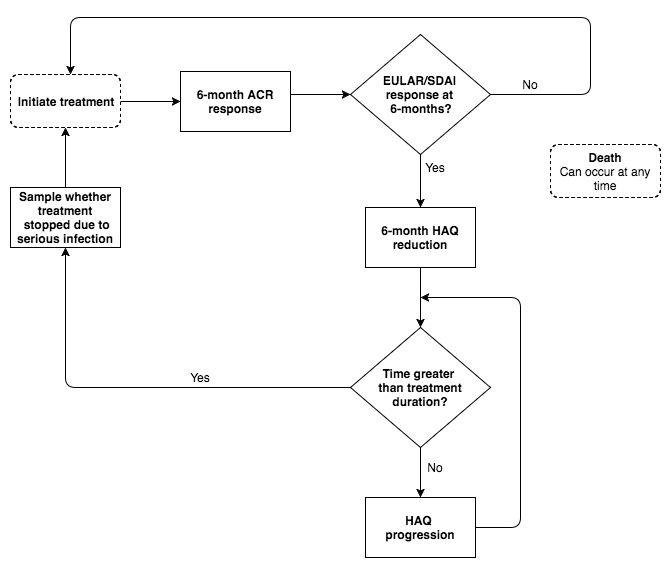 Initiate treatment
6-month ACR
response
EULAR/SDAI
response at
6-months?
No
Death
Can occur at any
time
Yes
Sample whether
treatment
stopped due to
serious infection
6-month HAQ
reduction
Yes
Time greater
than treatment
duration?
No
HAQ
progression